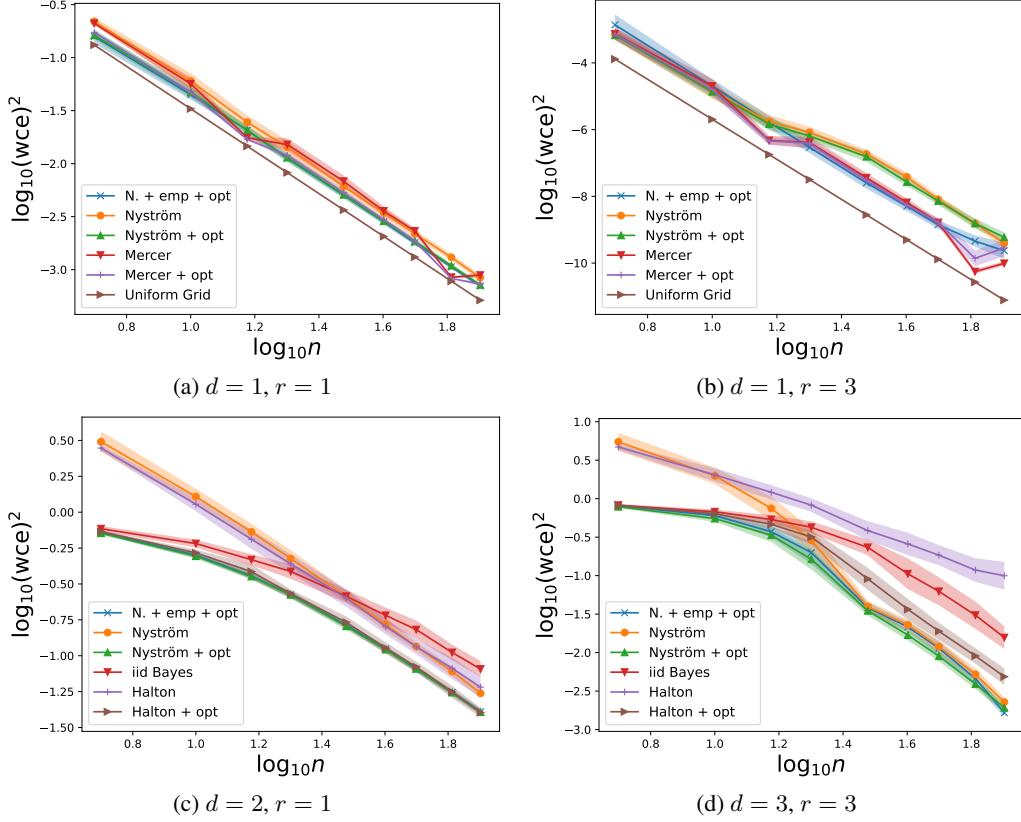 −0.5
−1.0
−1.5
−2.0
−2.5
−3.0
log₁₀(wce)²
N. + emp + opt
Nyström
Nyström + opt
Mercer
Mercer + opt
Uniform Grid
0.8 1.0 1.2 1.4 1.6 1.8
log₁₀n
(a) d = 1, r = 1
−4
−6
−8
−10
log₁₀(wce)²
N. + emp + opt
Nyström
Nyström + opt
Mercer
Mercer + opt
Uniform Grid
0.8 1.0 1.2 1.4 1.6 1.8
log₁₀n
(b) d = 1, r = 3
0.50
0.25
0.00
−0.25
−0.50
−0.75
−1.00
−1.25
−1.50
log₁₀(wce)²
N. + emp + opt
Nyström
Nyström + opt
iid Bayes
Halton
Halton + opt
0.8 1.0 1.2 1.4 1.6 1.8
log₁₀n
(c) d = 2, r = 1
1.0
0.5
0.0
−0.5
−1.0
−1.5
−2.0
−2.5
−3.0
log₁₀(wce)²
N. + emp + opt
Nyström
Nyström + opt
iid Bayes
Halton
Halton + opt
0.8 1.0 1.2 1.4 1.6 1.8
log₁₀n
(d) d = 3, r = 3